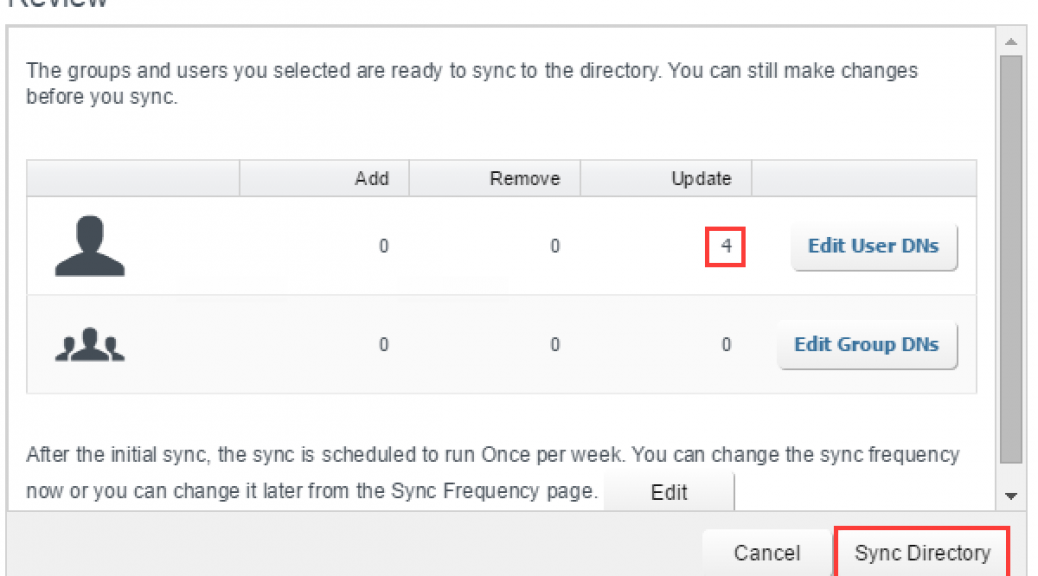 Review
The groups and users you selected are ready to sync to the directory. You can still make changes
before you sync.
Add Remove Update
0 0 4 Edit User DNs
0 0 0 Edit Group DNs
After the initial sync, the sync is scheduled to run Once per week. You can change the sync frequency
now or you can change it later from the Sync Frequency page. Edit
Cancel Sync Directory